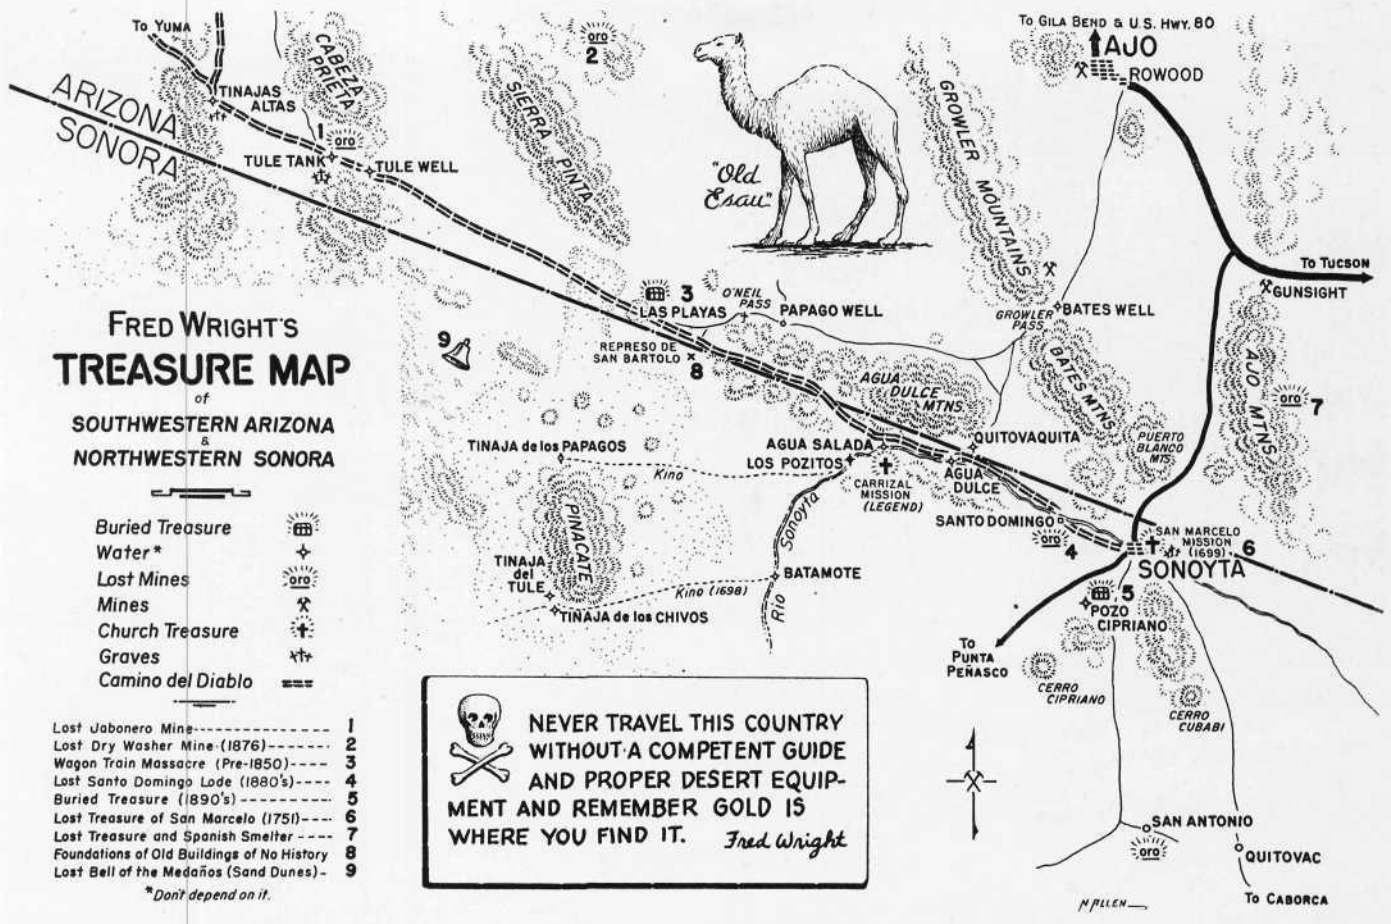 To Yuma
To Gila Bend & U.S. Hwy. 80
AJO
ROWOOD
ARIZONA
SONORA
TINAJAS
ALTAS
CABEZA
PRIETA
1
oro
TULE TANK
TULE WELL
SIERRA PINTA
oro
2
"Old
Esau"
GROWLER MOUNTAINS
To Tucson
GUNSIGHT
3
LAS PLAYAS
O'NEIL
PASS
PAPAGO WELL
GROWLER
PASS
BATES WELL
REPRESO DE
SAN BARTOLO
8
9
AGUA
DULCE
MTNS.
BATES MTNS
AJO MTNS
oro 7
PUERTO
BLANCO
MTS.
FRED WRIGHT'S
TREASURE MAP
of
SOUTHWESTERN ARIZONA
&
NORTHWESTERN SONORA
TINAJA de los PAPAGOS
Kino
AGUA SALADA
LOS POZITOS
QUITOVAQUITA
CARRIZAL
MISSION
(LEGEND)
AGUA
DULCE
SANTO DOMINGO
oro 4
SAN MARCELO
MISSION
(1699)
6
SONOYTA
PINACATE
TINAJA
del
TULE
TINAJA de los CHIVOS
Kino (1698)
BATAMOTE
Rio Sonoyta
5
POZO
CIPRIANO
To
PUNTA
PEÑASCO
CERRO
CIPRIANO
CERRO
CUBABI
SAN ANTONIO
oro
QUITOVAC
To CABORCA
Buried Treasure
Water*
Lost Mines oro
Mines
Church Treasure
Graves
Camino del Diablo
Lost Jabonero Mine 1
Lost Dry Washer Mine (1876) 2
Wagon Train Massacre (Pre-1850) 3
Lost Santo Domingo Lode (1880's) 4
Buried Treasure (1890's) 5
Lost Treasure of San Marcelo (1751) 6
Lost Treasure and Spanish Smelter 7
Foundations of Old Buildings of No History 8
Lost Bell of the Medaños (Sand Dunes) 9
*Don't depend on it.
NEVER TRAVEL THIS COUNTRY
WITHOUT A COMPETENT GUIDE
AND PROPER DESERT EQUIP-
MENT AND REMEMBER GOLD IS
WHERE YOU FIND IT. Fred Wright